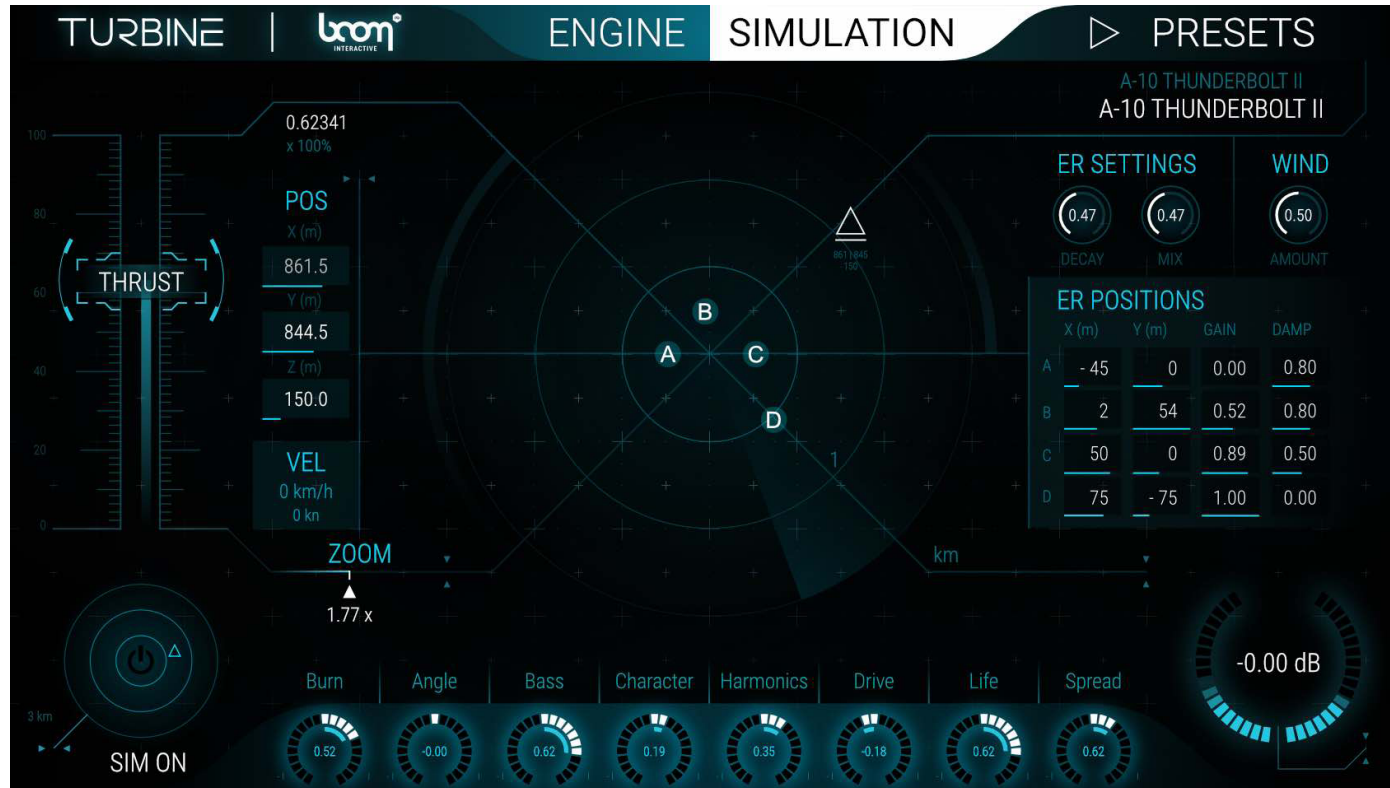 TURBINE
boom
INTERACTIVE
ENGINE
SIMULATION
PRESETS
A-10 THUNDERBOLT II
A-10 THUNDERBOLT II
0.62341
x 100%
100
80
60
40
20
0
THRUST
POS
X (m)
861.5
Y (m)
844.5
Z (m)
150.0
VEL
0 km/h
0 kn
ZOOM
1.77 x
861 | 845
150
B
A
C
D
1
km
ER SETTINGS
WIND
0.47
0.47
0.50
DECAY
MIX
AMOUNT
ER POSITIONS
X (m) Y (m) GAIN DAMP
A - 45 0 0.00 0.80
B 2 54 0.52 0.80
C 50 0 0.89 0.50
D 75 - 75 1.00 0.00
3 km
SIM ON
Burn Angle Bass Character Harmonics Drive Life Spread
0.52 -0.00 0.62 0.19 0.35 -0.18 0.62 0.62
-0.00 dB